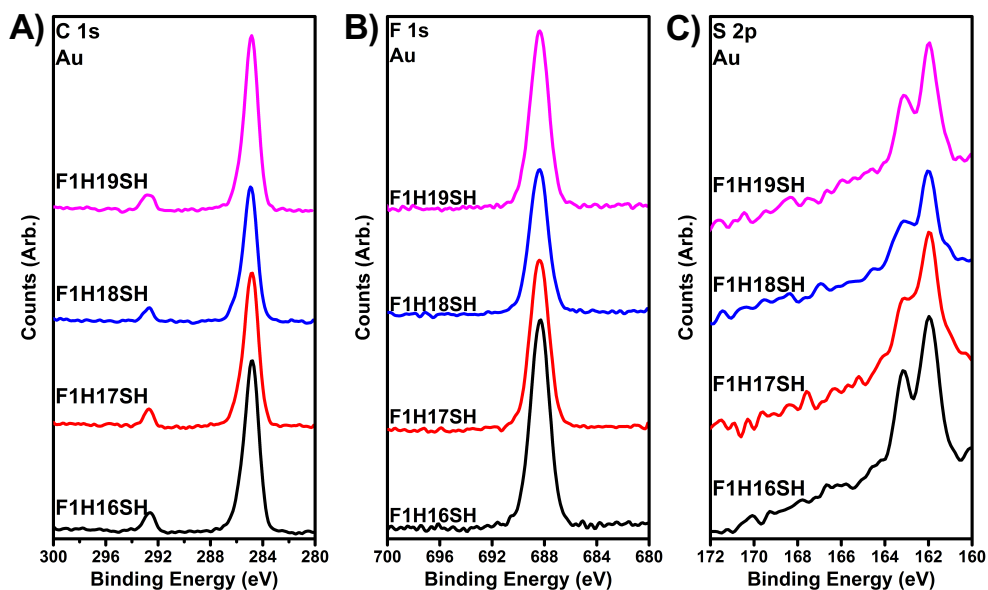 A)
C 1s
Au
F1H19SH
F1H18SH
F1H17SH
F1H16SH
Counts (Arb.)
300 296 292 288 284 280
Binding Energy (eV)
B)
F 1s
Au
F1H19SH
F1H18SH
F1H17SH
F1H16SH
Counts (Arb.)
700 696 692 688 684 680
Binding Energy (eV)
C)
S 2p
Au
F1H19SH
F1H18SH
F1H17SH
F1H16SH
Counts (Arb.)
172 170 168 166 164 162 160
Binding Energy (eV)